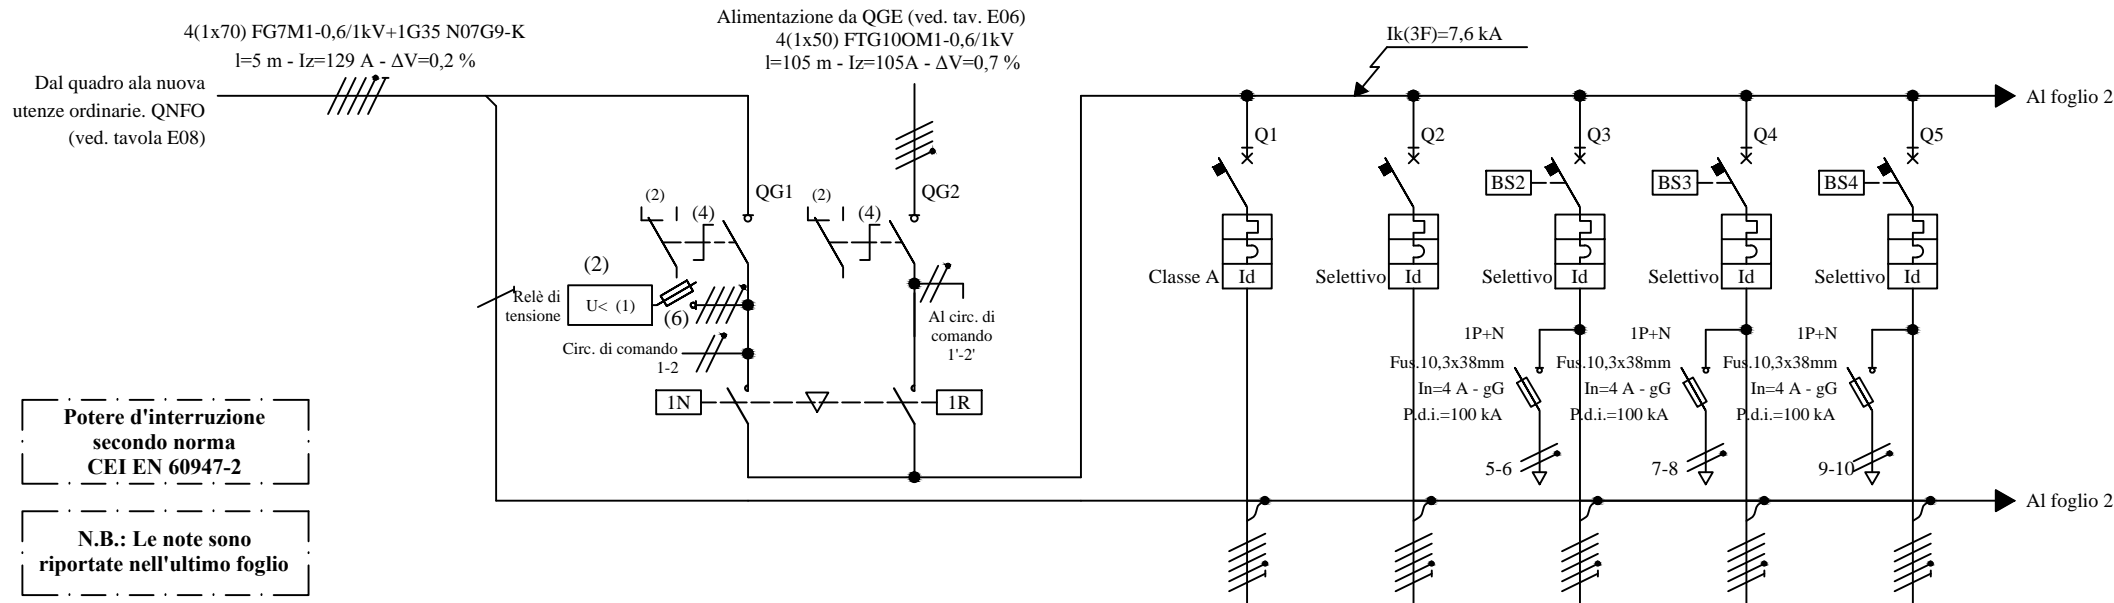 4(1x70) FG7M1-0,6/1kV+1G35 N07G9-K
l=5 m - Iz=129 A - ΔV=0,2 %
Dal quadro ala nuova
utenze ordinarie. QNFO
(ved. tavola E08)
Alimentazione da QGE (ved. tav. E06)
4(1x50) FTG10OM1-0,6/1kV
l=105 m - Iz=105A - ΔV=0,7 %
Ik(3F)=7,6 kA
Al foglio 2
Q1
Q2
Q3
Q4
Q5
QG1
QG2
(2)
(4)
(2)
(4)
BS2
BS3
BS4
(2)
Relè di
tensione
U< (1)
(6)
Circ. di comando
1-2
Al circ. di
comando
1'-2'
Classe A
Id
Selettivo
Id
Selettivo
Id
Selettivo
Id
Selettivo
Id
1P+N
Fus.10,3x38mm
In=4 A - gG
P.d.i.=100 kA
5-6
1P+N
Fus.10,3x38mm
In=4 A - gG
P.d.i.=100 kA
7-8
1P+N
Fus.10,3x38mm
In=4 A - gG
P.d.i.=100 kA
9-10
1N
1R
Al foglio 2
Potere d'interruzione
secondo norma
CEI EN 60947-2
N.B.: Le note sono
riportate nell'ultimo foglio